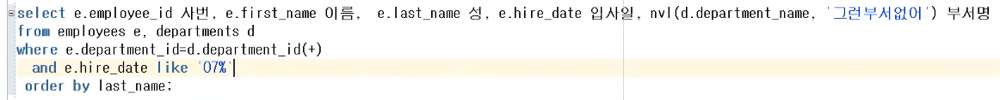 select e.employee_id 사번, e.first_name 이름, e.last_name 성, e.hire_date 입사일, nvl(d.department_name, '그런부서없어') 부서명
from employees e, departments d
where e.department_id=d.department_id(+)
and e.hire_date like '07%'
order by last_name;